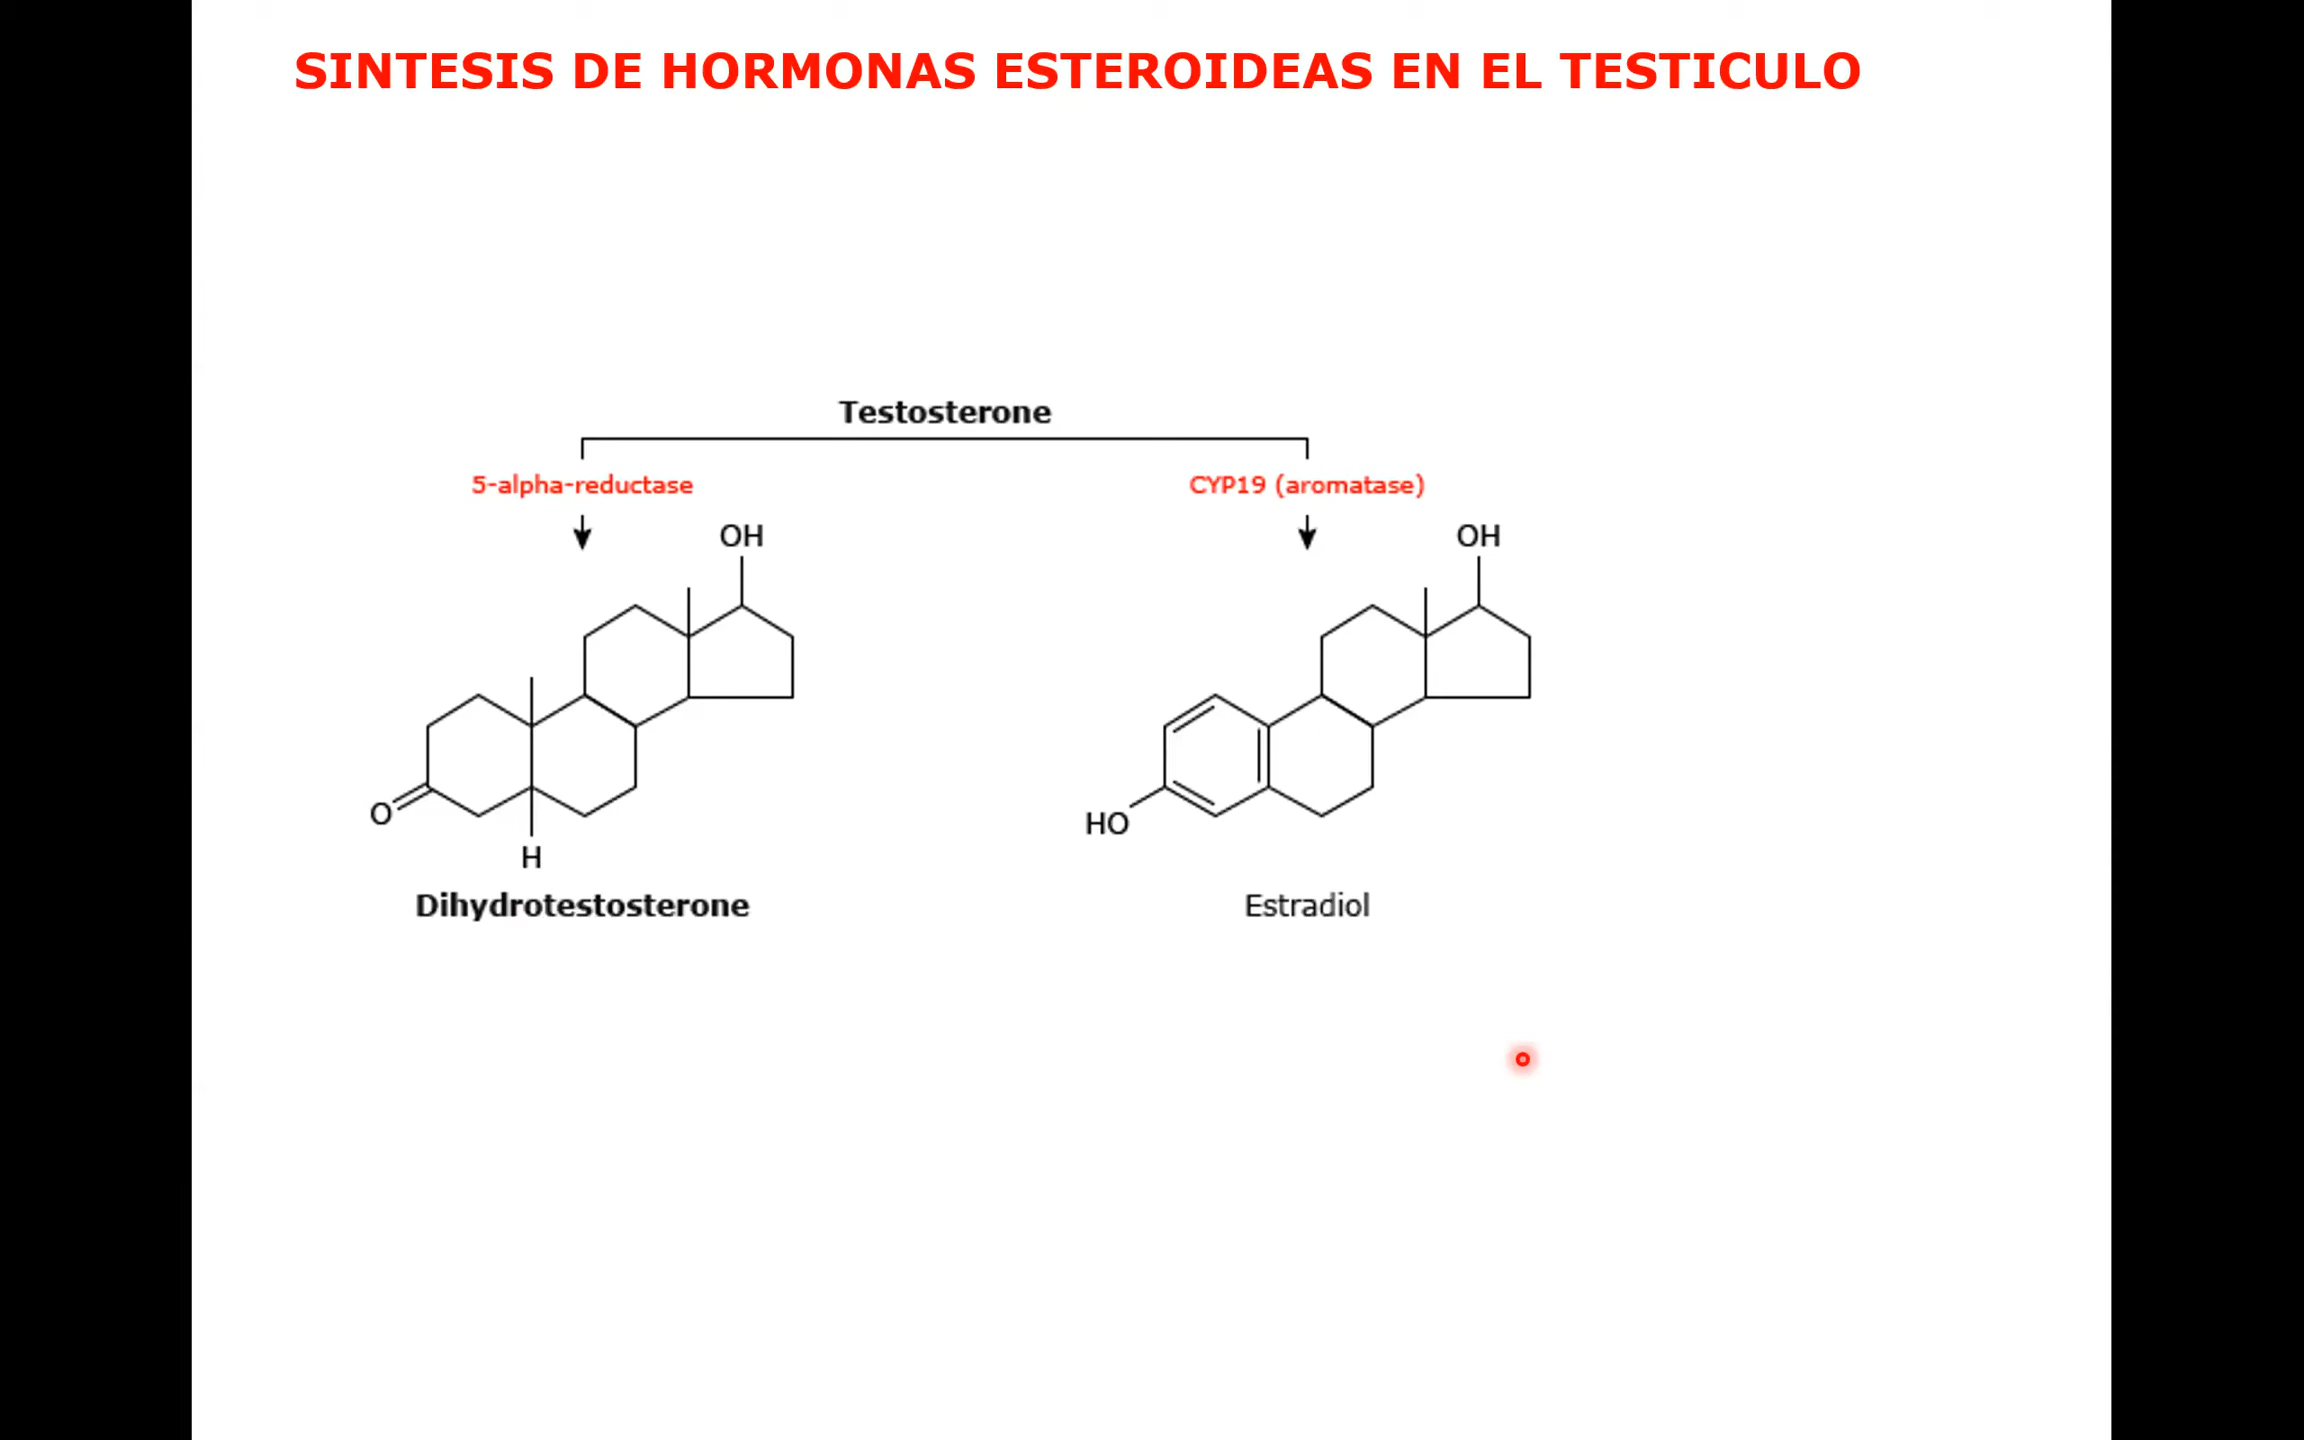 SINTESIS DE HORMONAS ESTEROIDEAS EN EL TESTICULO
Testosterone
5-alpha-reductase
CYP19 (aromatase)
OH
OH
O
HO
H
Dihydrotestosterone
Estradiol